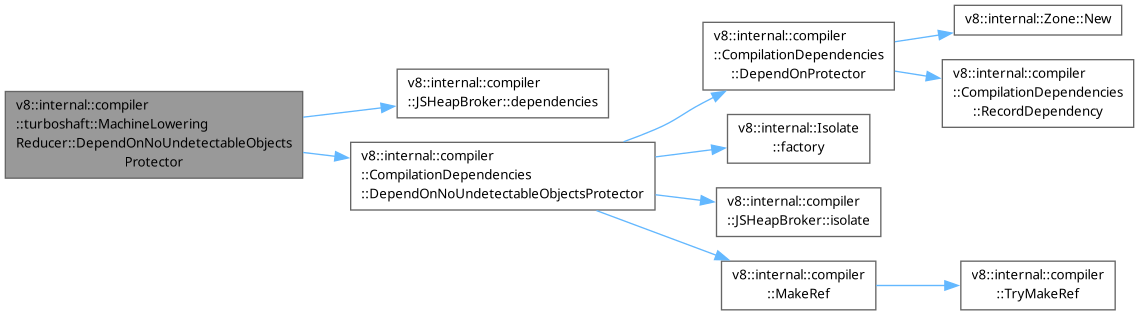 v8::internal::compiler
::turboshaft::MachineLowering
Reducer::DependOnNoUndetectableObjects
Protector
v8::internal::compiler
::JSHeapBroker::dependencies
v8::internal::compiler
::CompilationDependencies
::DependOnNoUndetectableObjectsProtector
v8::internal::compiler
::CompilationDependencies
::DependOnProtector
v8::internal::Zone::New
v8::internal::compiler
::CompilationDependencies
::RecordDependency
v8::internal::Isolate
::factory
v8::internal::compiler
::JSHeapBroker::isolate
v8::internal::compiler
::MakeRef
v8::internal::compiler
::TryMakeRef